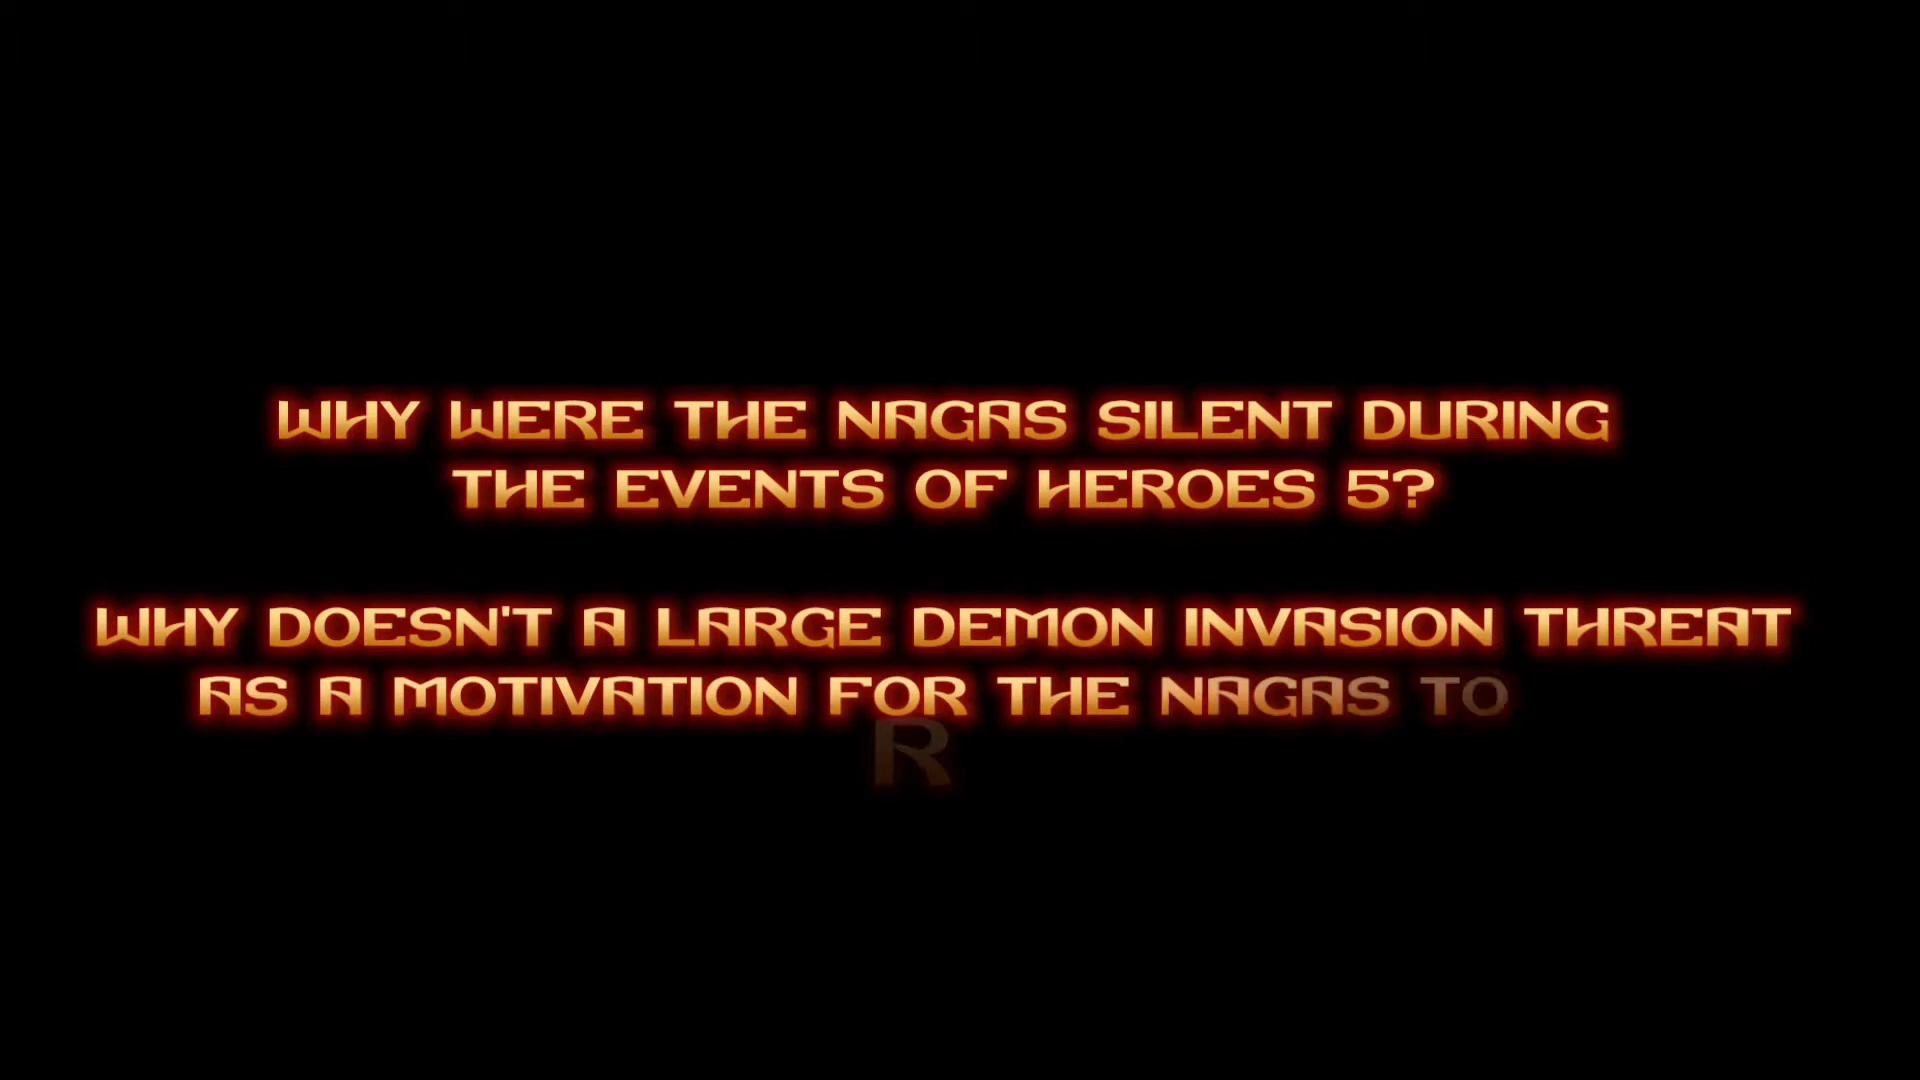 WHY WERE THE NAGAS SILENT DURING
THE EVENTS OF HEROES 5?
WHY DOESN'T A LARGE DEMON INVASION THREAT
AS A MOTIVATION FOR THE NAGAS TO
R